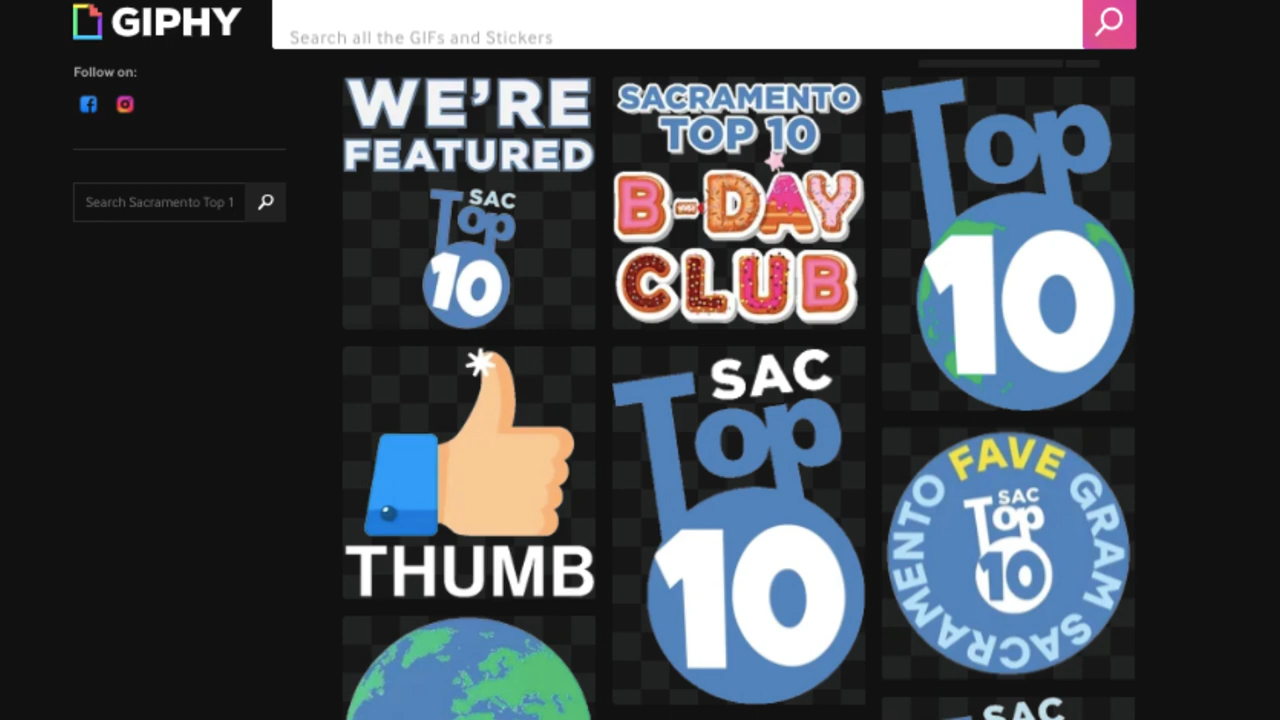 GIPHY
Search all the GIFs and Stickers
Follow on:
Search Sacramento Top 1
WE'RE
FEATURED
SAC
Top
10
SACRAMENTO
TOP 10
B-DAY
CLUB
Top
10
THUMB
SAC
Top
10
FAVE GRAM SACRAMENTO
SAC
Top
10
SAC